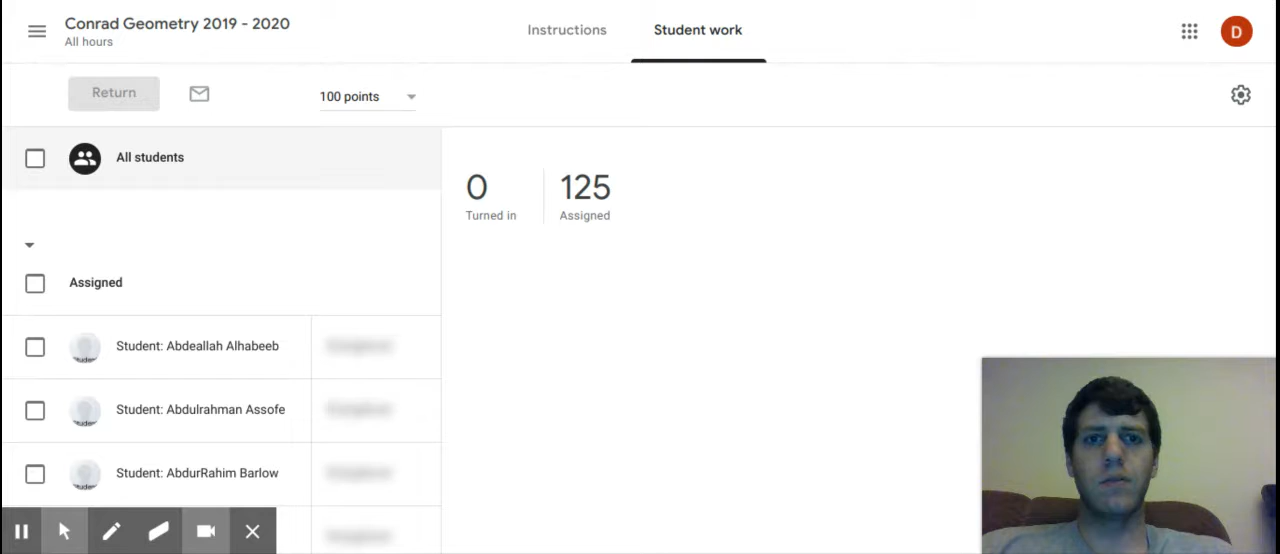 Conrad Geometry 2019 - 2020
All hours
Instructions
Student work
D
Return
100 points
All students
0
Turned in
125
Assigned
Assigned
Student: Abdeallah Alhabeeb
Student: Abdulrahman Assofe
Student: AbdurRahim Barlow